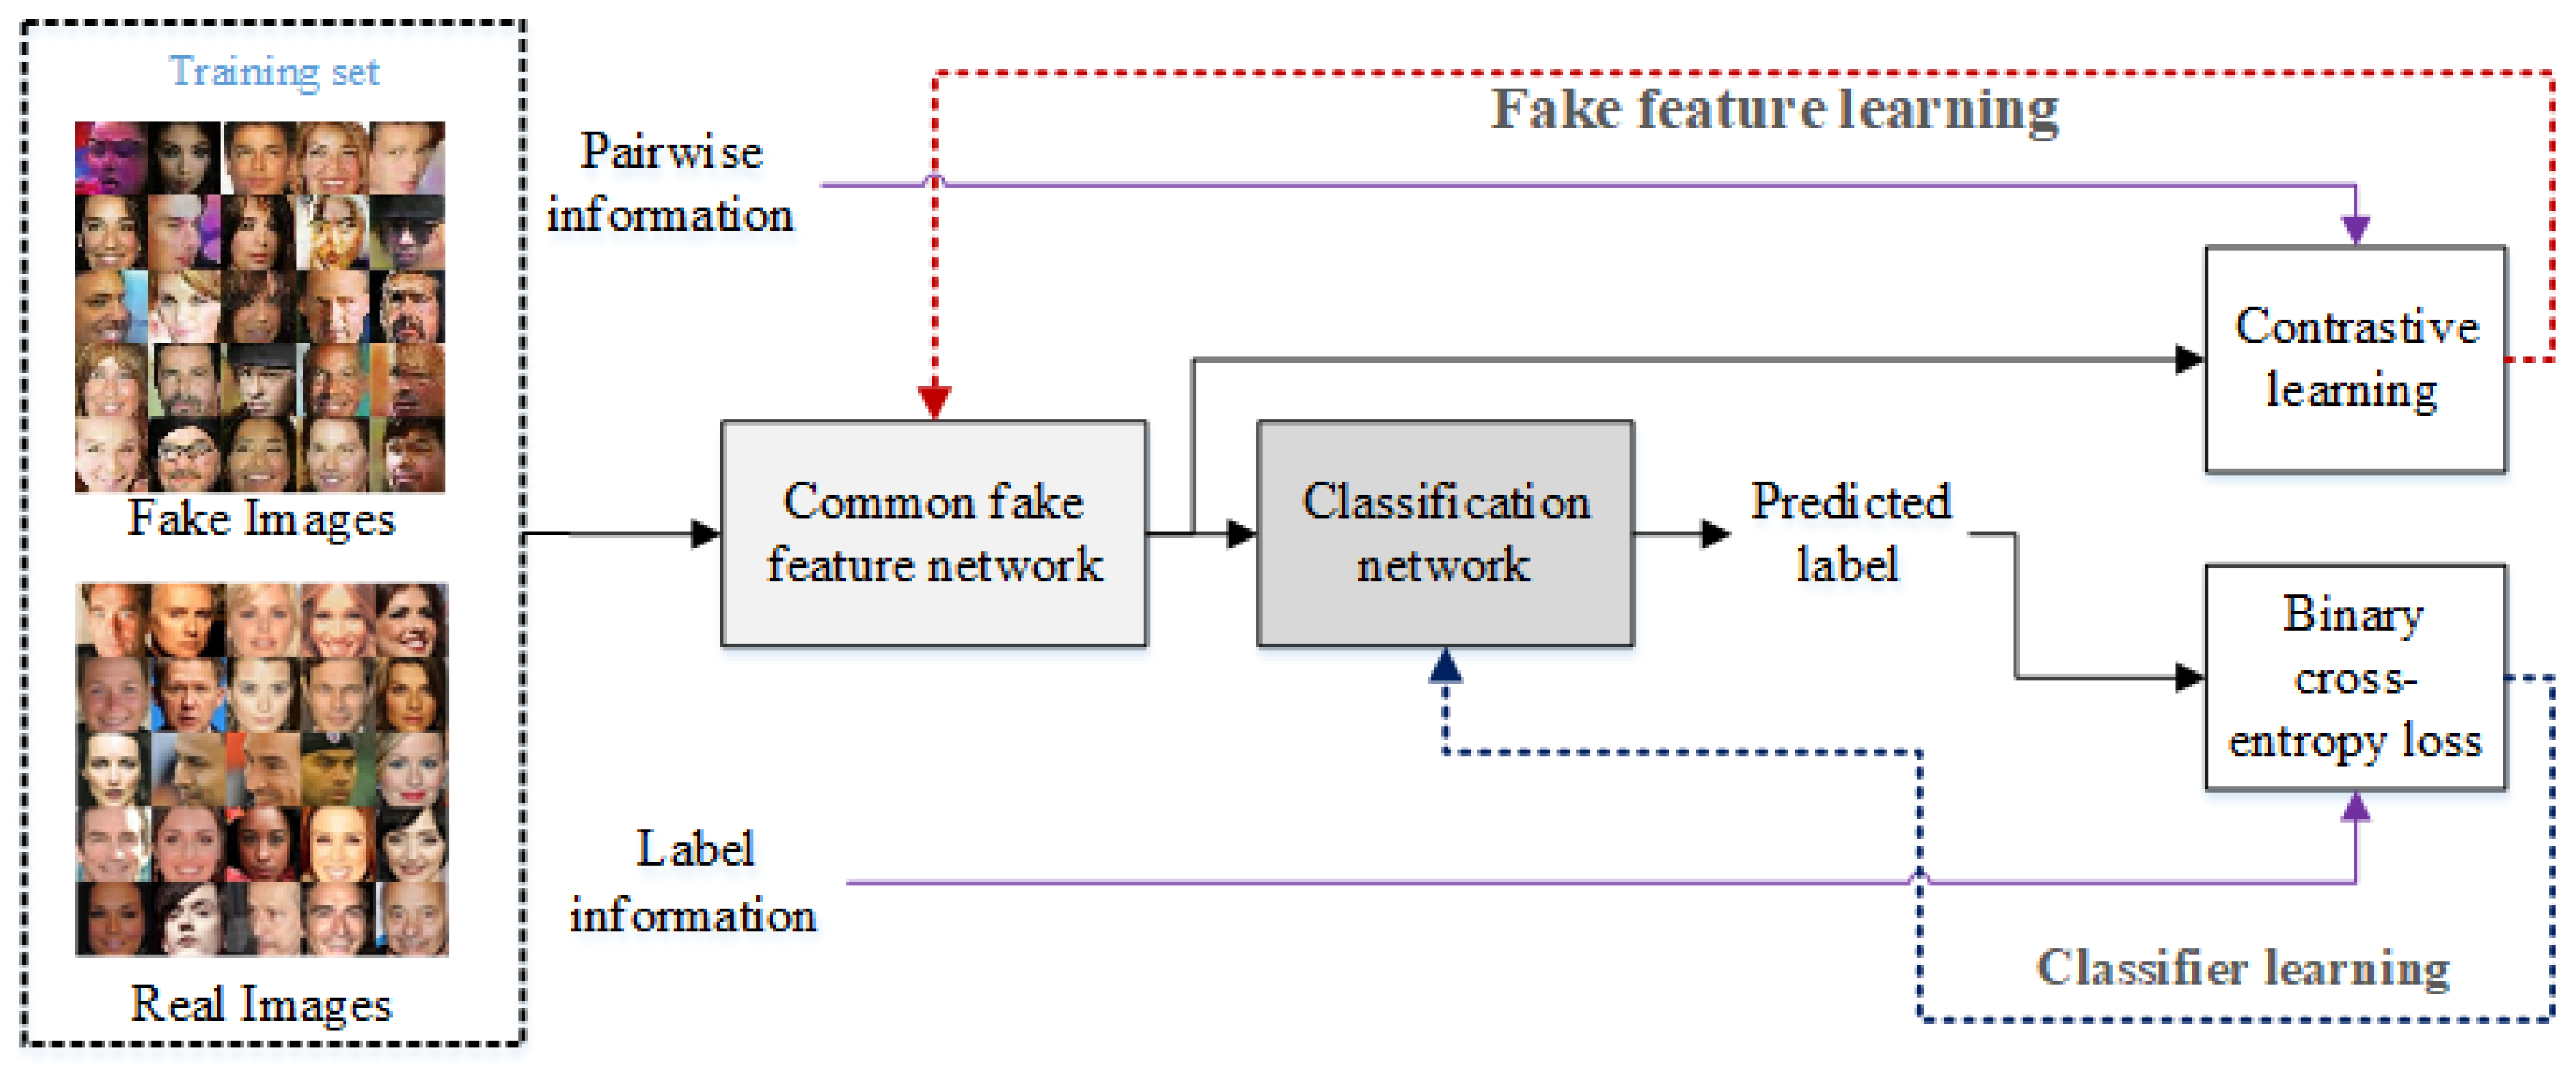 Training set
Fake Images
Real Images
Pairwise
information
Fake feature learning
Common fake
feature network
Classification
network
Predicted
label
Contrastive
learning
Binary
cross-
entropy loss
Label
information
Classifier learning